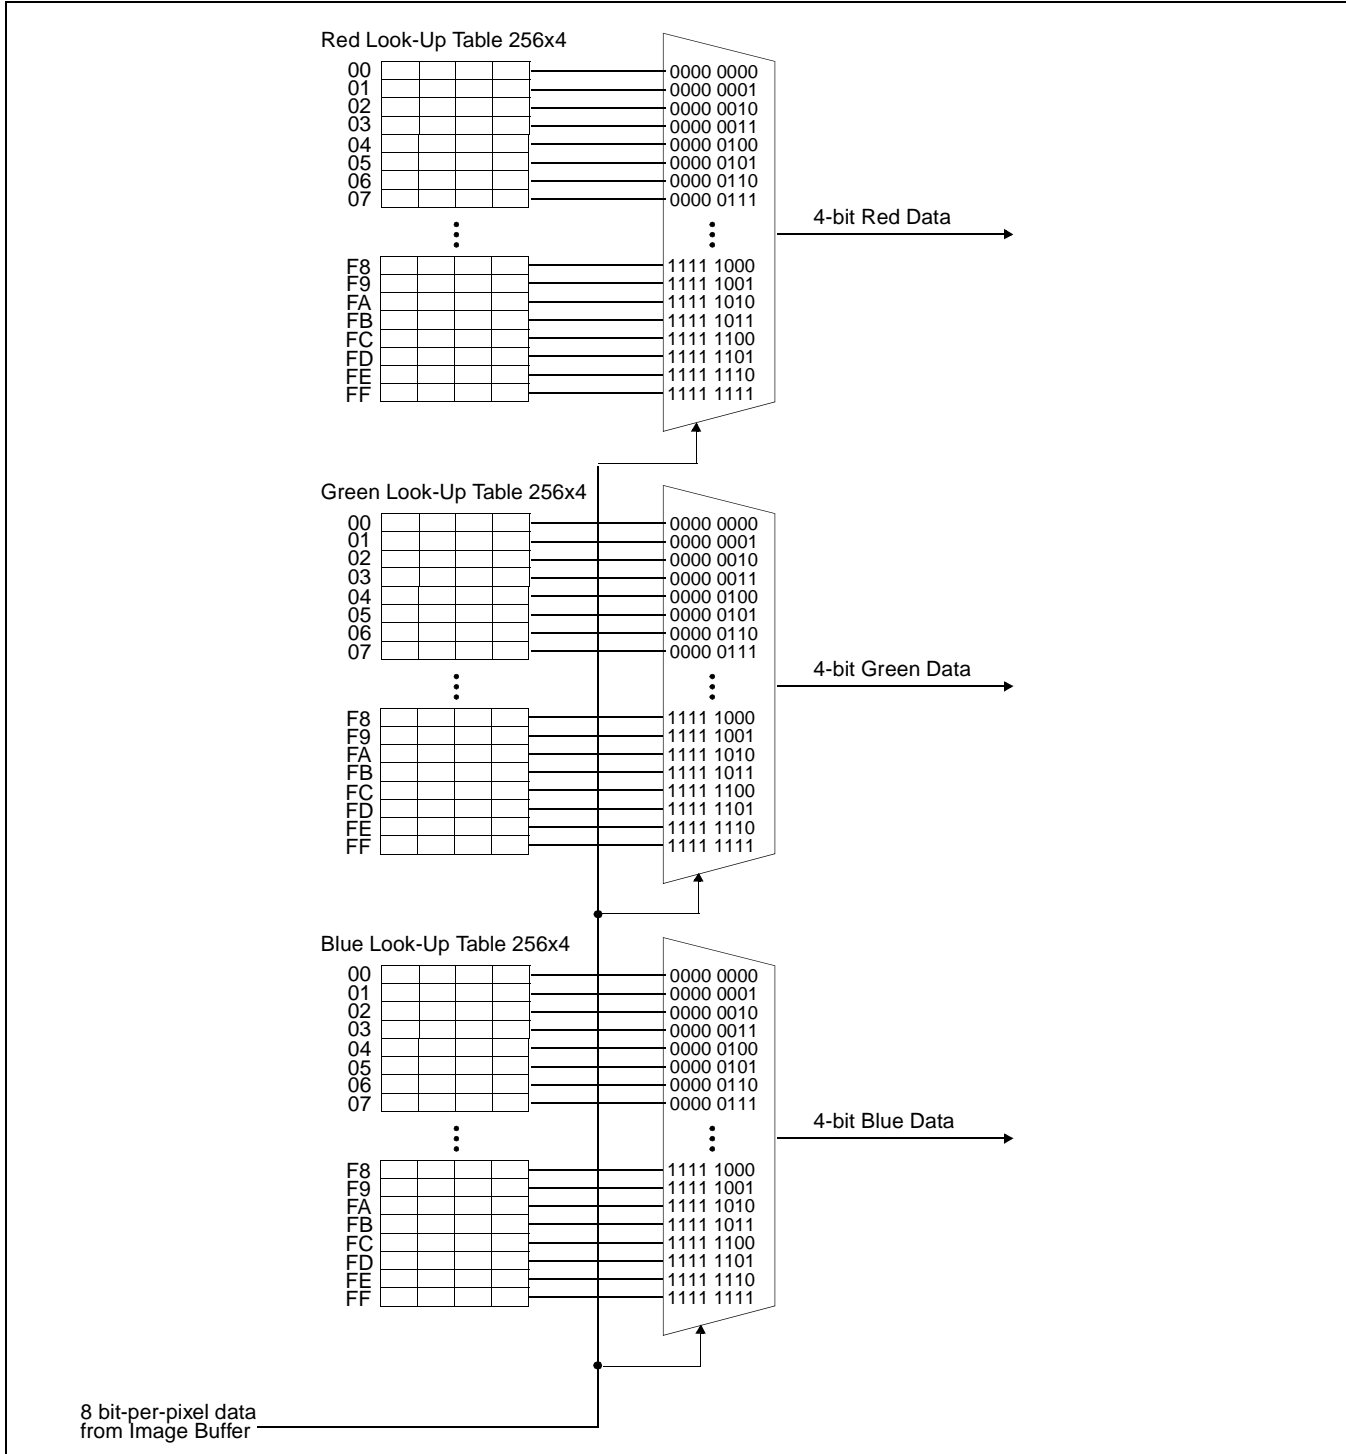 Red Look-Up Table 256x4
00 0000 0000
01 0000 0001
02 0000 0010
03 0000 0011
04 0000 0100
05 0000 0101
06 0000 0110
07 0000 0111
4-bit Red Data
F8 1111 1000
F9 1111 1001
FA 1111 1010
FB 1111 1011
FC 1111 1100
FD 1111 1101
FE 1111 1110
FF 1111 1111
Green Look-Up Table 256x4
00 0000 0000
01 0000 0001
02 0000 0010
03 0000 0011
04 0000 0100
05 0000 0101
06 0000 0110
07 0000 0111
4-bit Green Data
F8 1111 1000
F9 1111 1001
FA 1111 1010
FB 1111 1011
FC 1111 1100
FD 1111 1101
FE 1111 1110
FF 1111 1111
Blue Look-Up Table 256x4
00 0000 0000
01 0000 0001
02 0000 0010
03 0000 0011
04 0000 0100
05 0000 0101
06 0000 0110
07 0000 0111
4-bit Blue Data
F8 1111 1000
F9 1111 1001
FA 1111 1010
FB 1111 1011
FC 1111 1100
FD 1111 1101
FE 1111 1110
FF 1111 1111
8 bit-per-pixel data
from Image Buffer